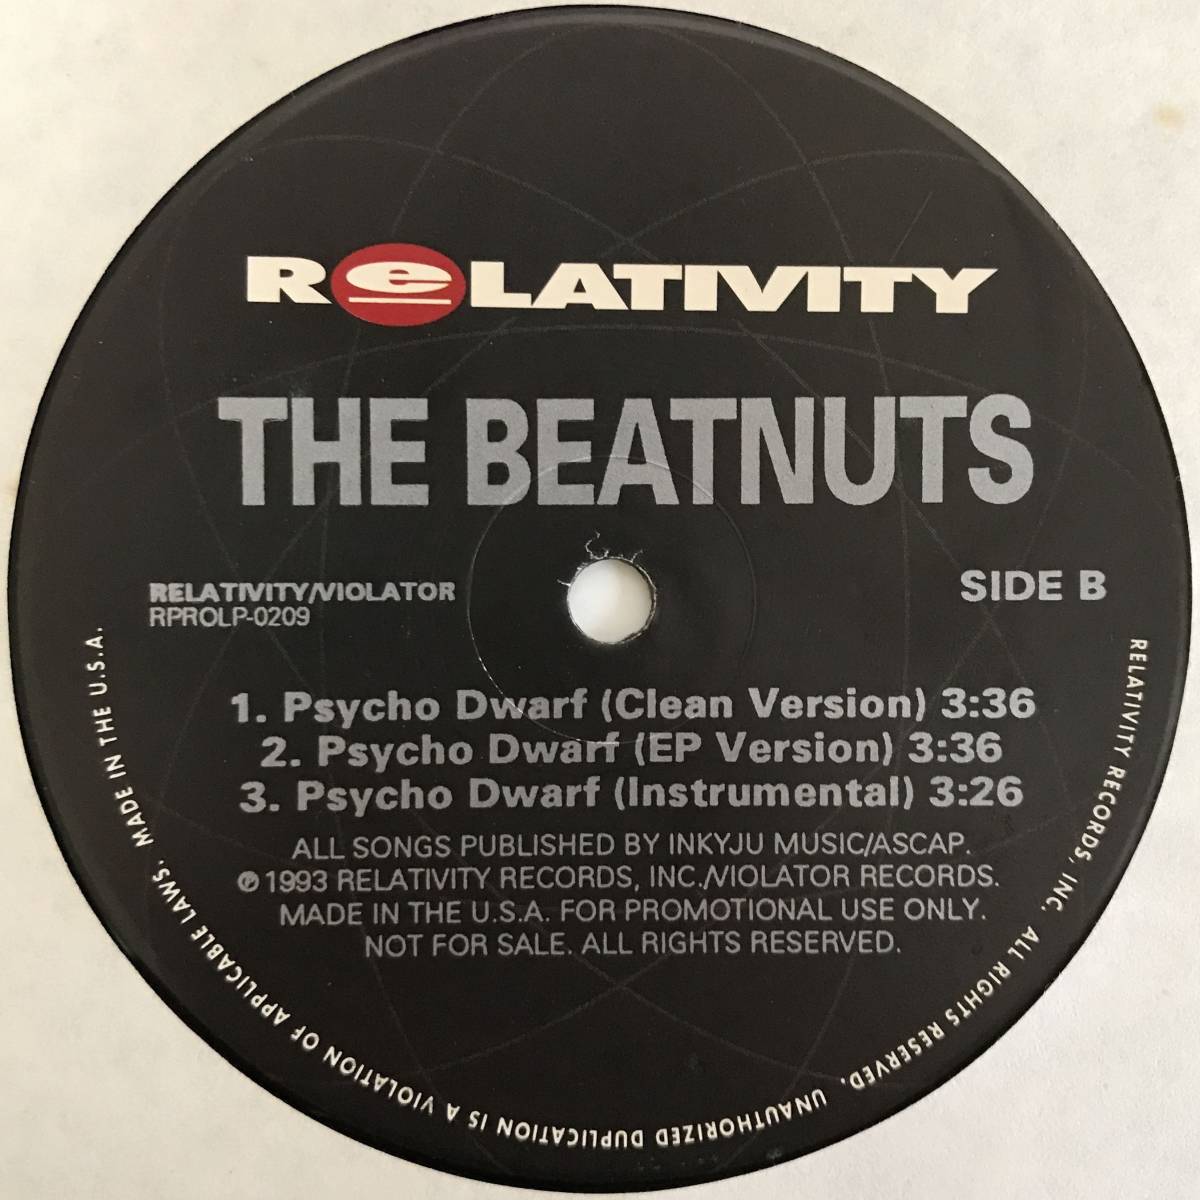 ReLATIVITY
THE BEATNUTS
RELATIVITY/VIOLATOR
RPROLP-0209
SIDE B
1. Psycho Dwarf (Clean Version) 3:36
2. Psycho Dwarf (EP Version) 3:36
3. Psycho Dwarf (Instrumental) 3:26
ALL SONGS PUBLISHED BY INKYJU MUSIC/ASCAP.
℗ 1993 RELATIVITY RECORDS, INC./VIOLATOR RECORDS.
MADE IN THE U.S.A. FOR PROMOTIONAL USE ONLY.
NOT FOR SALE. ALL RIGHTS RESERVED.
RELATIVITY RECORDS, INC. ALL RIGHTS RESERVED. UNAUTHORIZED DUPLICATION IS A VIOLATION OF APPLICABLE LAWS. MADE IN THE U.S.A.